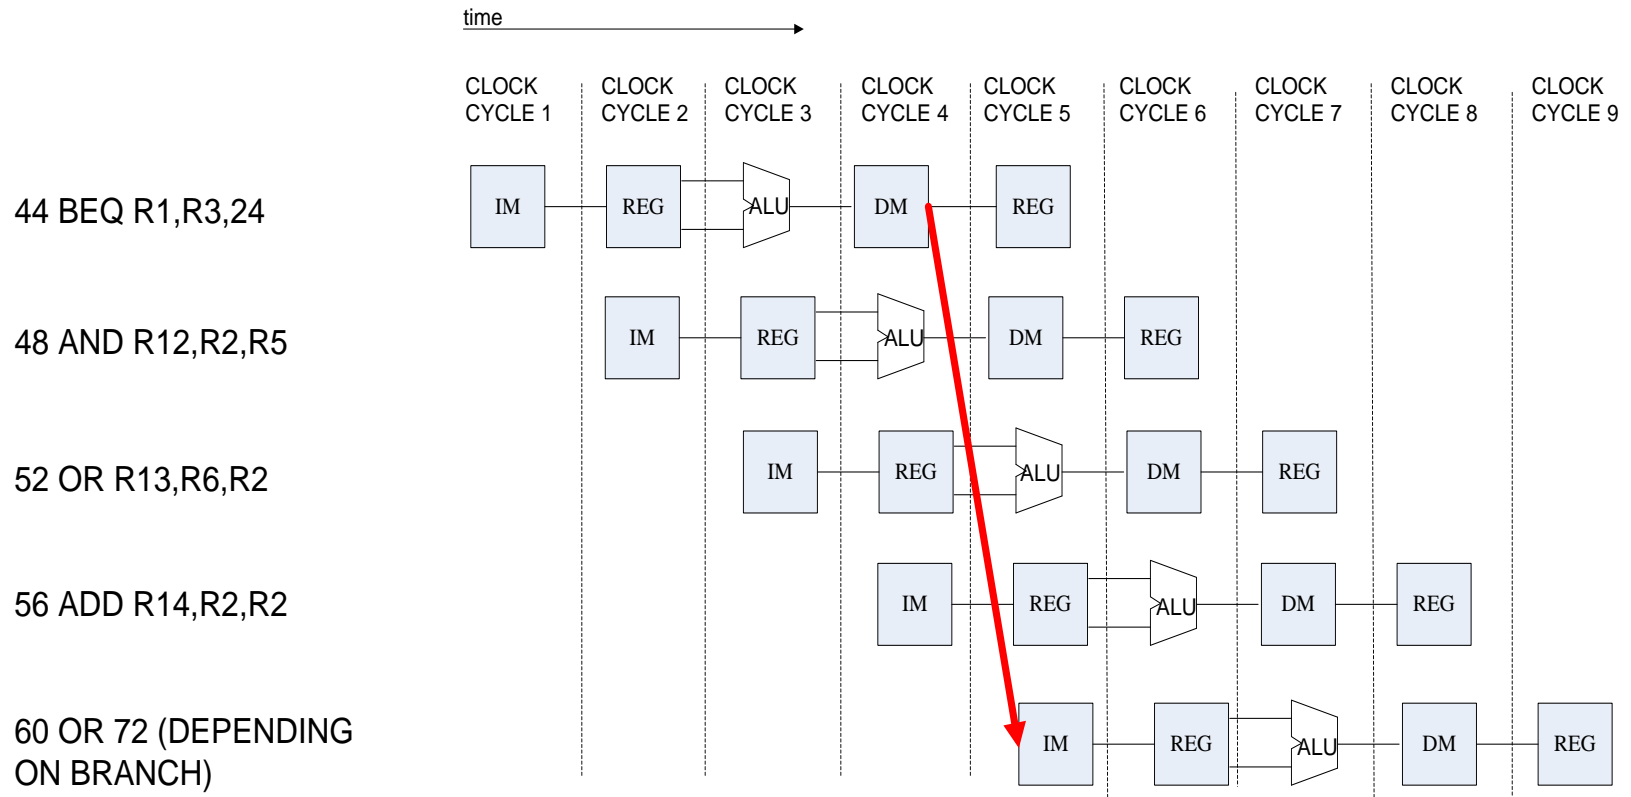 time
CLOCK CYCLE 1
CLOCK CYCLE 2
CLOCK CYCLE 3
CLOCK CYCLE 4
CLOCK CYCLE 5
CLOCK CYCLE 6
CLOCK CYCLE 7
CLOCK CYCLE 8
CLOCK CYCLE 9
44 BEQ R1,R3,24
IM REG ALU DM REG
48 AND R12,R2,R5
IM REG ALU DM REG
52 OR R13,R6,R2
IM REG ALU DM REG
56 ADD R14,R2,R2
IM REG ALU DM REG
60 OR 72 (DEPENDING
ON BRANCH)
IM REG ALU DM REG